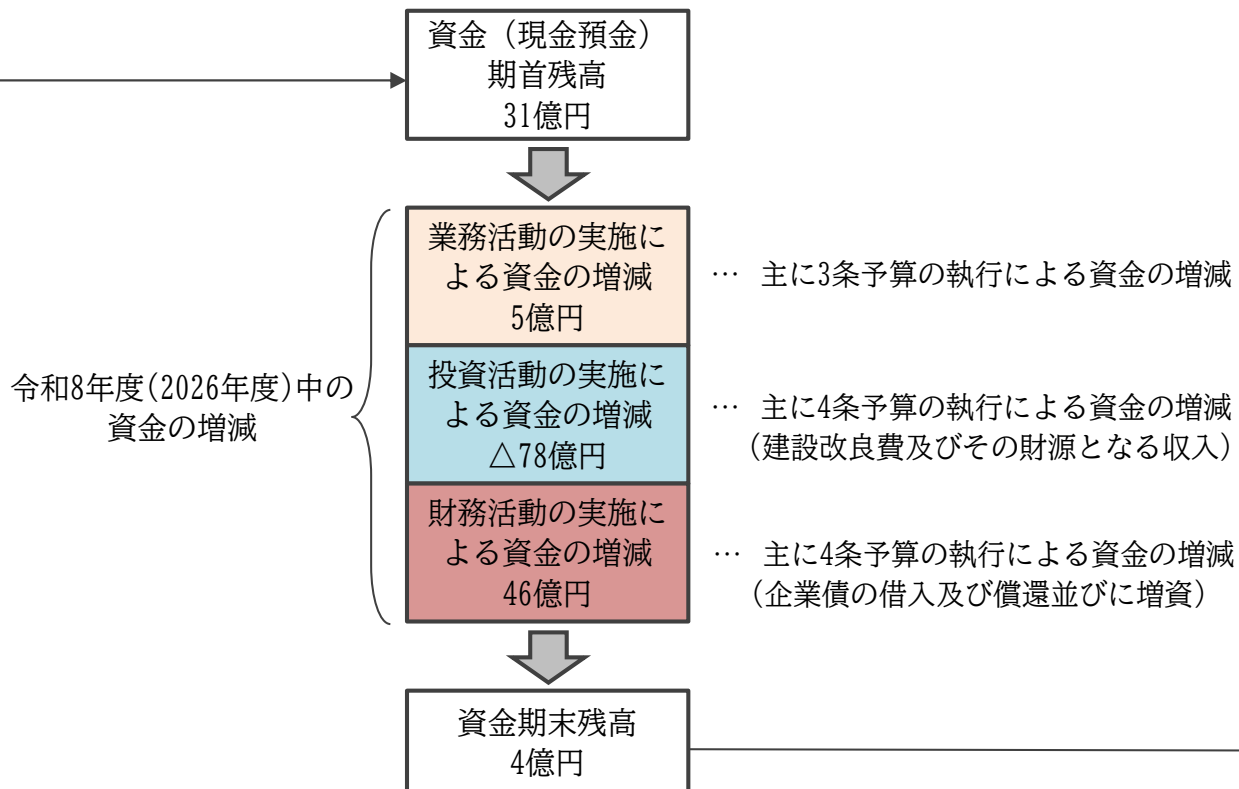 資金（現金預金）
期首残高
31億円
業務活動の実施に
よる資金の増減
5億円
… 主に3条予算の執行による資金の増減
令和8年度(2026年度)中の
資金の増減
投資活動の実施に
よる資金の増減
△78億円
… 主に4条予算の執行による資金の増減
（建設改良費及びその財源となる収入）
財務活動の実施に
よる資金の増減
46億円
… 主に4条予算の執行による資金の増減
（企業債の借入及び償還並びに増資）
資金期末残高
4億円